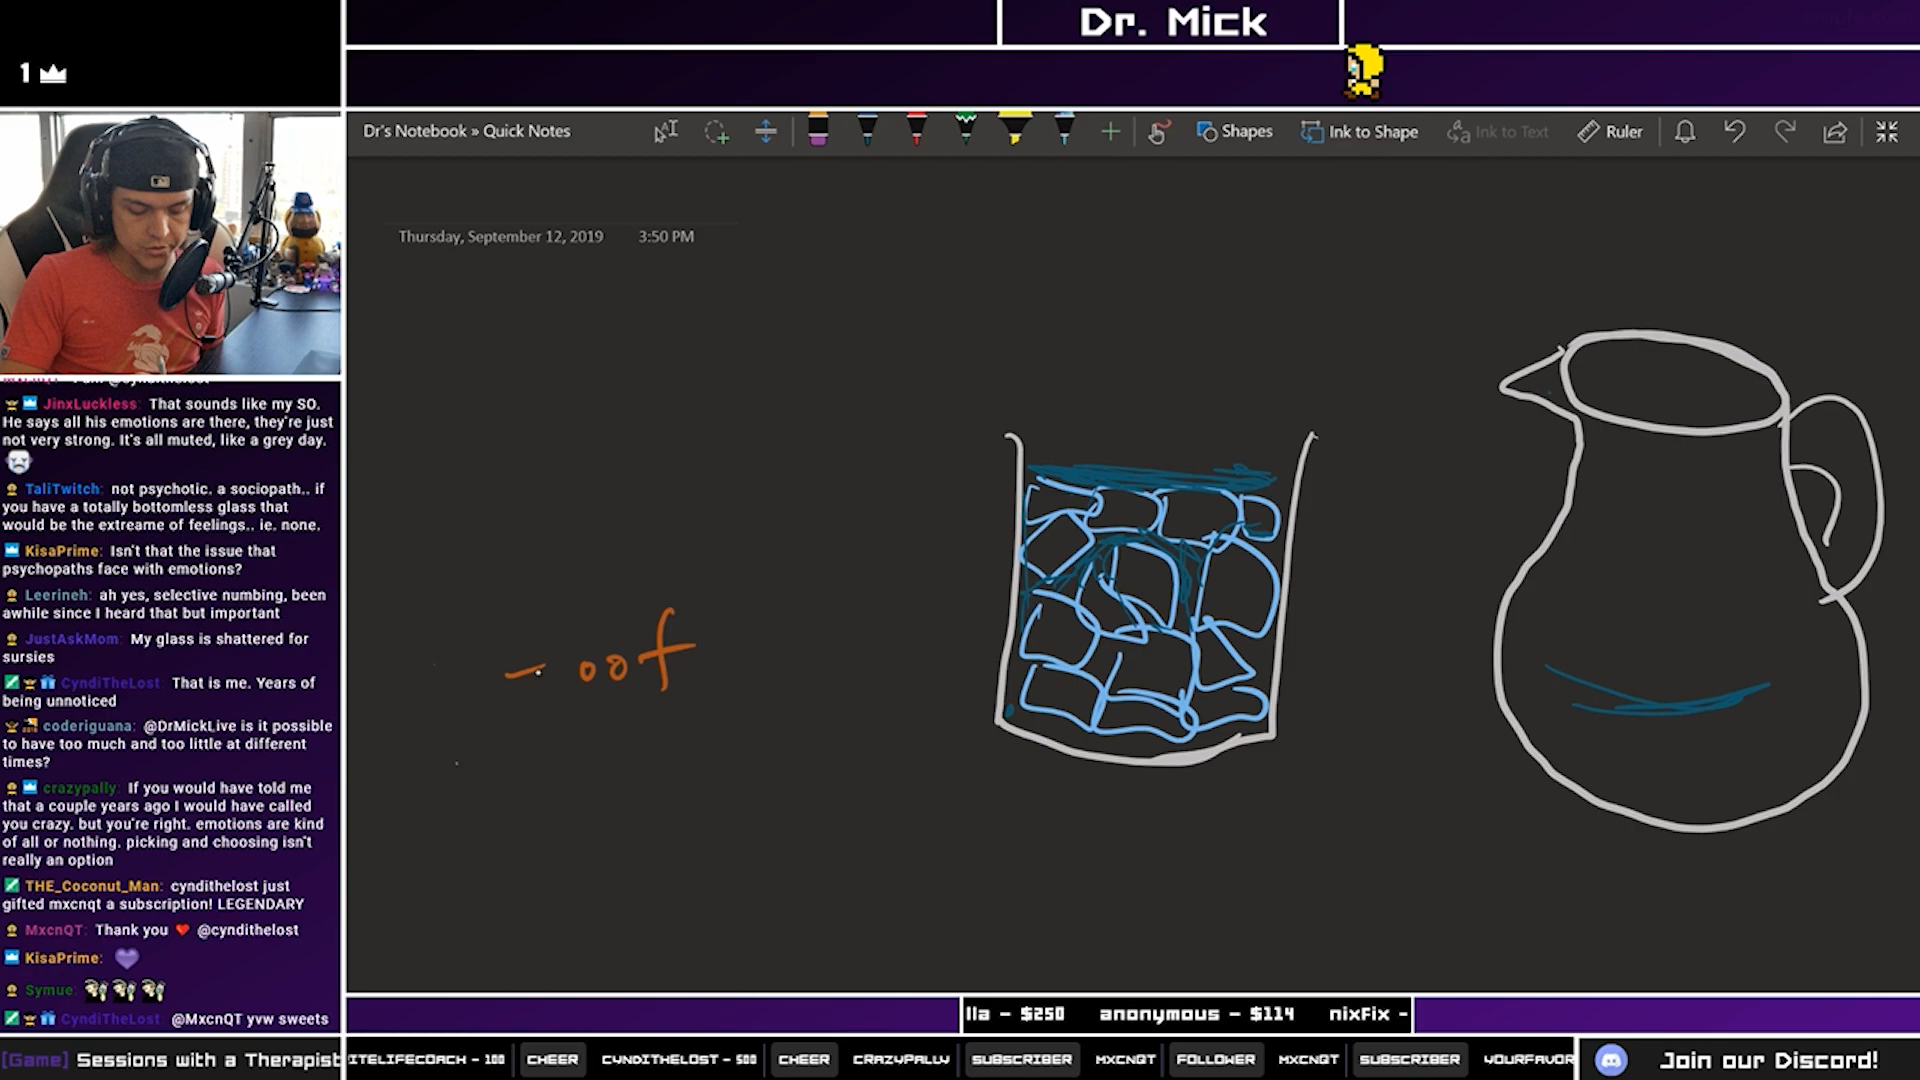 Dr. Mick
1
Dr's Notebook » Quick Notes
Shapes
Ink to Shape
Ink to Text
Ruler
Thursday, September 12, 2019 3:50 PM
JinxLuckless: That sounds like my SO.
He says all his emotions are there, they're just
not very strong. It's all muted, like a grey day.
TaliTwitch: not psychotic. a sociopath.. if
you have a totally bottomless glass that
would be the extreame of feelings.. ie. none.
KisaPrime: Isn't that the issue that
psychopaths face with emotions?
Leerineh: ah yes, selective numbing, been
awhile since I heard that but important
JustAskMom: My glass is shattered for
sursies
CyndiTheLost: That is me. Years of
being unnoticed
coderiguana: @DrMickLive is it possible
to have too much and too little at different
times?
crazypally: If you would have told me
that a couple years ago I would have called
you crazy. but you're right. emotions are kind
of all or nothing. picking and choosing isn't
really an option
THE_Coconut_Man: cyndithelost just
gifted mxcnqt a subscription! LEGENDARY
MxcnQT: Thank you @cyndithelost
KisaPrime:
Symue:
CyndiTheLost: @MxcnQT yvw sweets
- oof
lla - $250 anonymous - $114 nixFix -
[Game] Sessions with a Therapist
ITELIFECOACH - 100 CHEER CYNDITHELOST - 500 CHEER CRAZYPALLY SUBSCRIBER MXCNQT FOLLOWER MXCNQT SUBSCRIBER YOURFAVOR
Join our Discord!